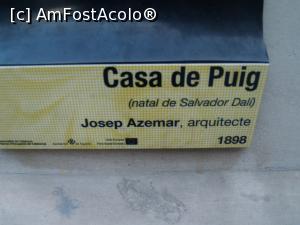 [c] AmFostAcolo®
Casa de Puig
(natal de Salvador Dalí)
Josep Azemar, arquitecte
1898